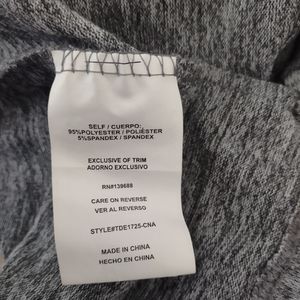 SELF / CUERPO:
95%POLYESTER / POLIÉSTER
5%SPANDEX / SPANDEX
EXCLUSIVE OF TRIM
ADORNO EXCLUSIVO
RN#139688
CARE ON REVERSE
VER AL REVERSO
STYLE#TDE1725-CNA
MADE IN CHINA
HECHO EN CHINA